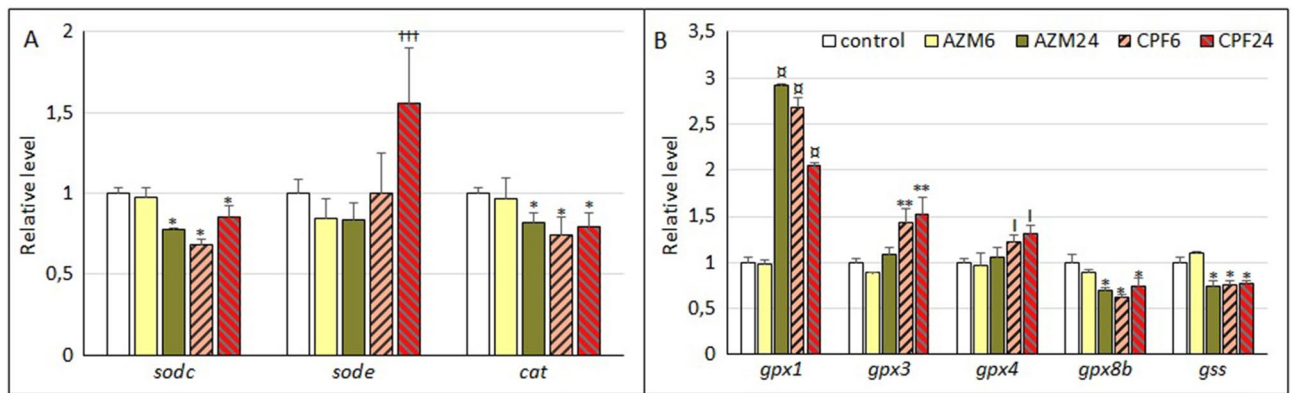 A
Relative level
2
1,5
1
0,5
0
†††
* * *
* * *
sodc sode cat
B
control AZM6 AZM24 CPF6 CPF24
Relative level
3,5
3
2,5
2
1,5
1
0,5
0
¤ ¤ ¤
** **
I I
* * *
* * *
gpx1 gpx3 gpx4 gpx8b gss